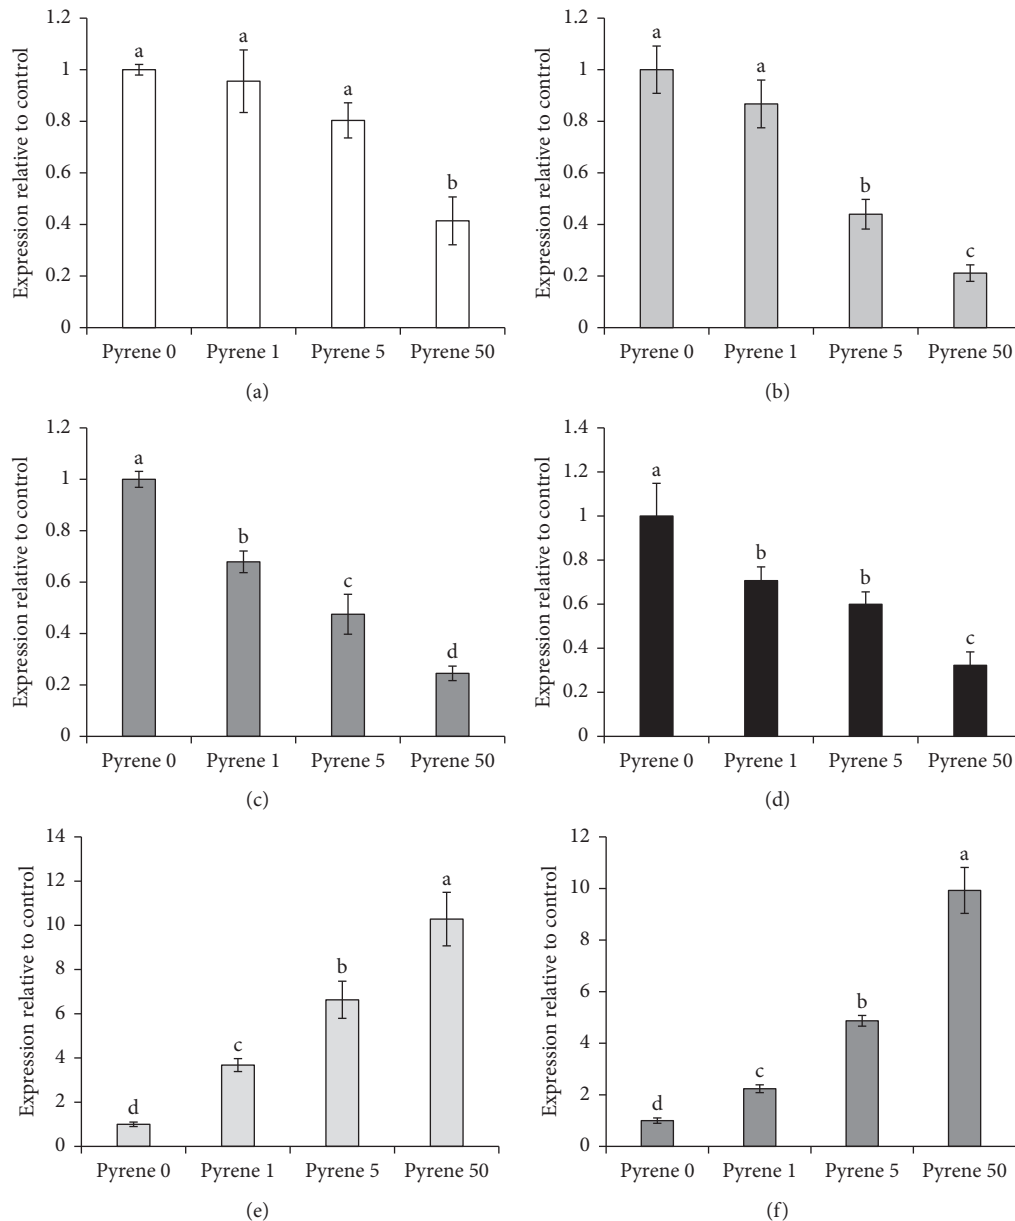 Expression relative to control
1.2
1
0.8
0.6
0.4
0.2
0
a
a
a
b
Pyrene 0
Pyrene 1
Pyrene 5
Pyrene 50
(a)
Expression relative to control
1.2
1
0.8
0.6
0.4
0.2
0
a
a
b
c
Pyrene 0
Pyrene 1
Pyrene 5
Pyrene 50
(b)
Expression relative to control
1.2
1
0.8
0.6
0.4
0.2
0
a
b
c
d
Pyrene 0
Pyrene 1
Pyrene 5
Pyrene 50
(c)
Expression relative to control
1.4
1.2
1
0.8
0.6
0.4
0.2
0
a
b
b
c
Pyrene 0
Pyrene 1
Pyrene 5
Pyrene 50
(d)
Expression relative to control
14
12
10
8
6
4
2
0
d
c
b
a
Pyrene 0
Pyrene 1
Pyrene 5
Pyrene 50
(e)
Expression relative to control
12
10
8
6
4
2
0
d
c
b
a
Pyrene 0
Pyrene 1
Pyrene 5
Pyrene 50
(f)